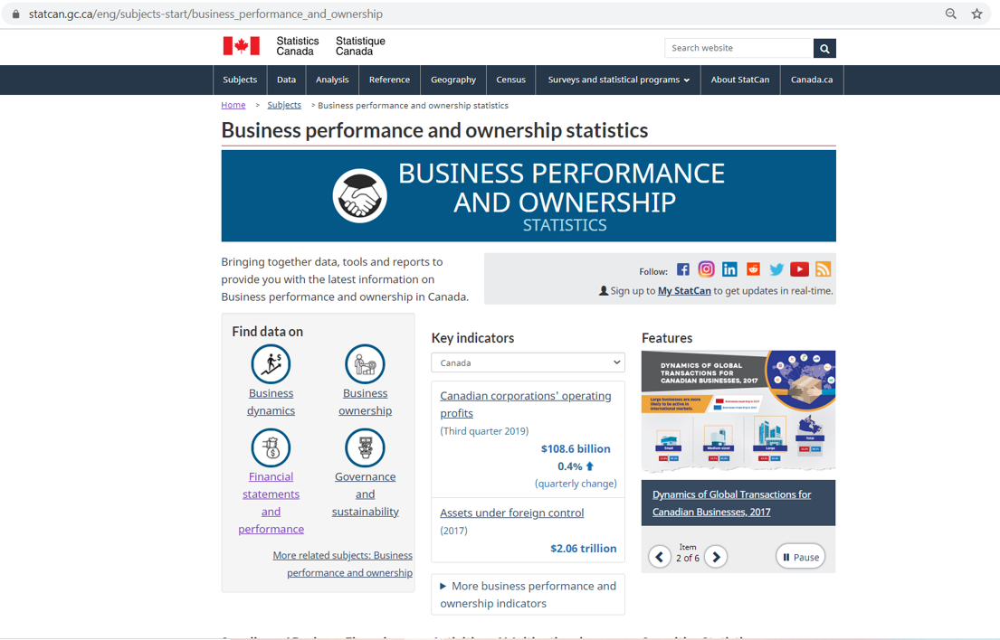 statcan.gc.ca/eng/subjects-start/business_performance_and_ownership
Statistics Canada
Statistique Canada
Search website
Subjects
Data
Analysis
Reference
Geography
Census
Surveys and statistical programs
About StatCan
Canada.ca
Home > Subjects > Business performance and ownership statistics
Business performance and ownership statistics
BUSINESS PERFORMANCE
AND OWNERSHIP
STATISTICS
Bringing together data, tools and reports to
provide you with the latest information on
Business performance and ownership in Canada.
Follow:
Sign up to My StatCan to get updates in real-time.
Find data on
Business
dynamics
Business
ownership
Financial
statements
and
performance
Governance
and
sustainability
More related subjects: Business
performance and ownership
Key indicators
Canada
Canadian corporations' operating
profits
(Third quarter 2019)
$108.6 billion
0.4%
(quarterly change)
Assets under foreign control
(2017)
$2.06 trillion
More business performance and
ownership indicators
Features
DYNAMICS OF GLOBAL
TRANSACTIONS FOR
CANADIAN BUSINESSES, 2017
Large businesses are more
likely to be active in
international markets.
Small
Medium sized
Large
Total
Dynamics of Global Transactions for
Canadian Businesses, 2017
Item
2 of 6
Pause